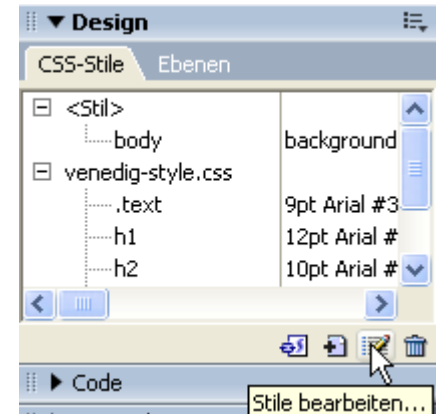 Design
CSS-Stile Ebenen
<Stil>
body background
venedig-style.css
.text 9pt Arial #3
h1 12pt Arial #
h2 10pt Arial #
Code
Stile bearbeiten...